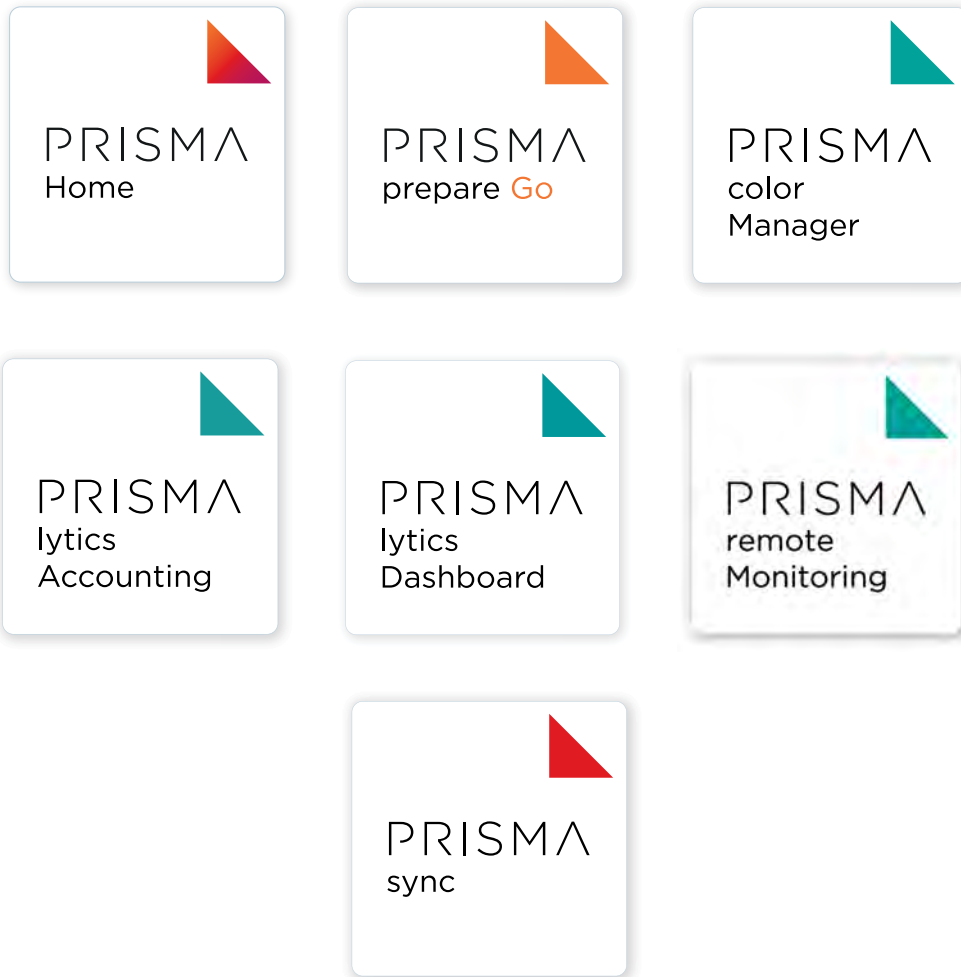 PRISMA
Home
PRISMA
prepare Go
PRISMA
color
Manager
PRISMA
lytics
Accounting
PRISMA
lytics
Dashboard
PRISMA
remote
Monitoring
PRISMA
sync